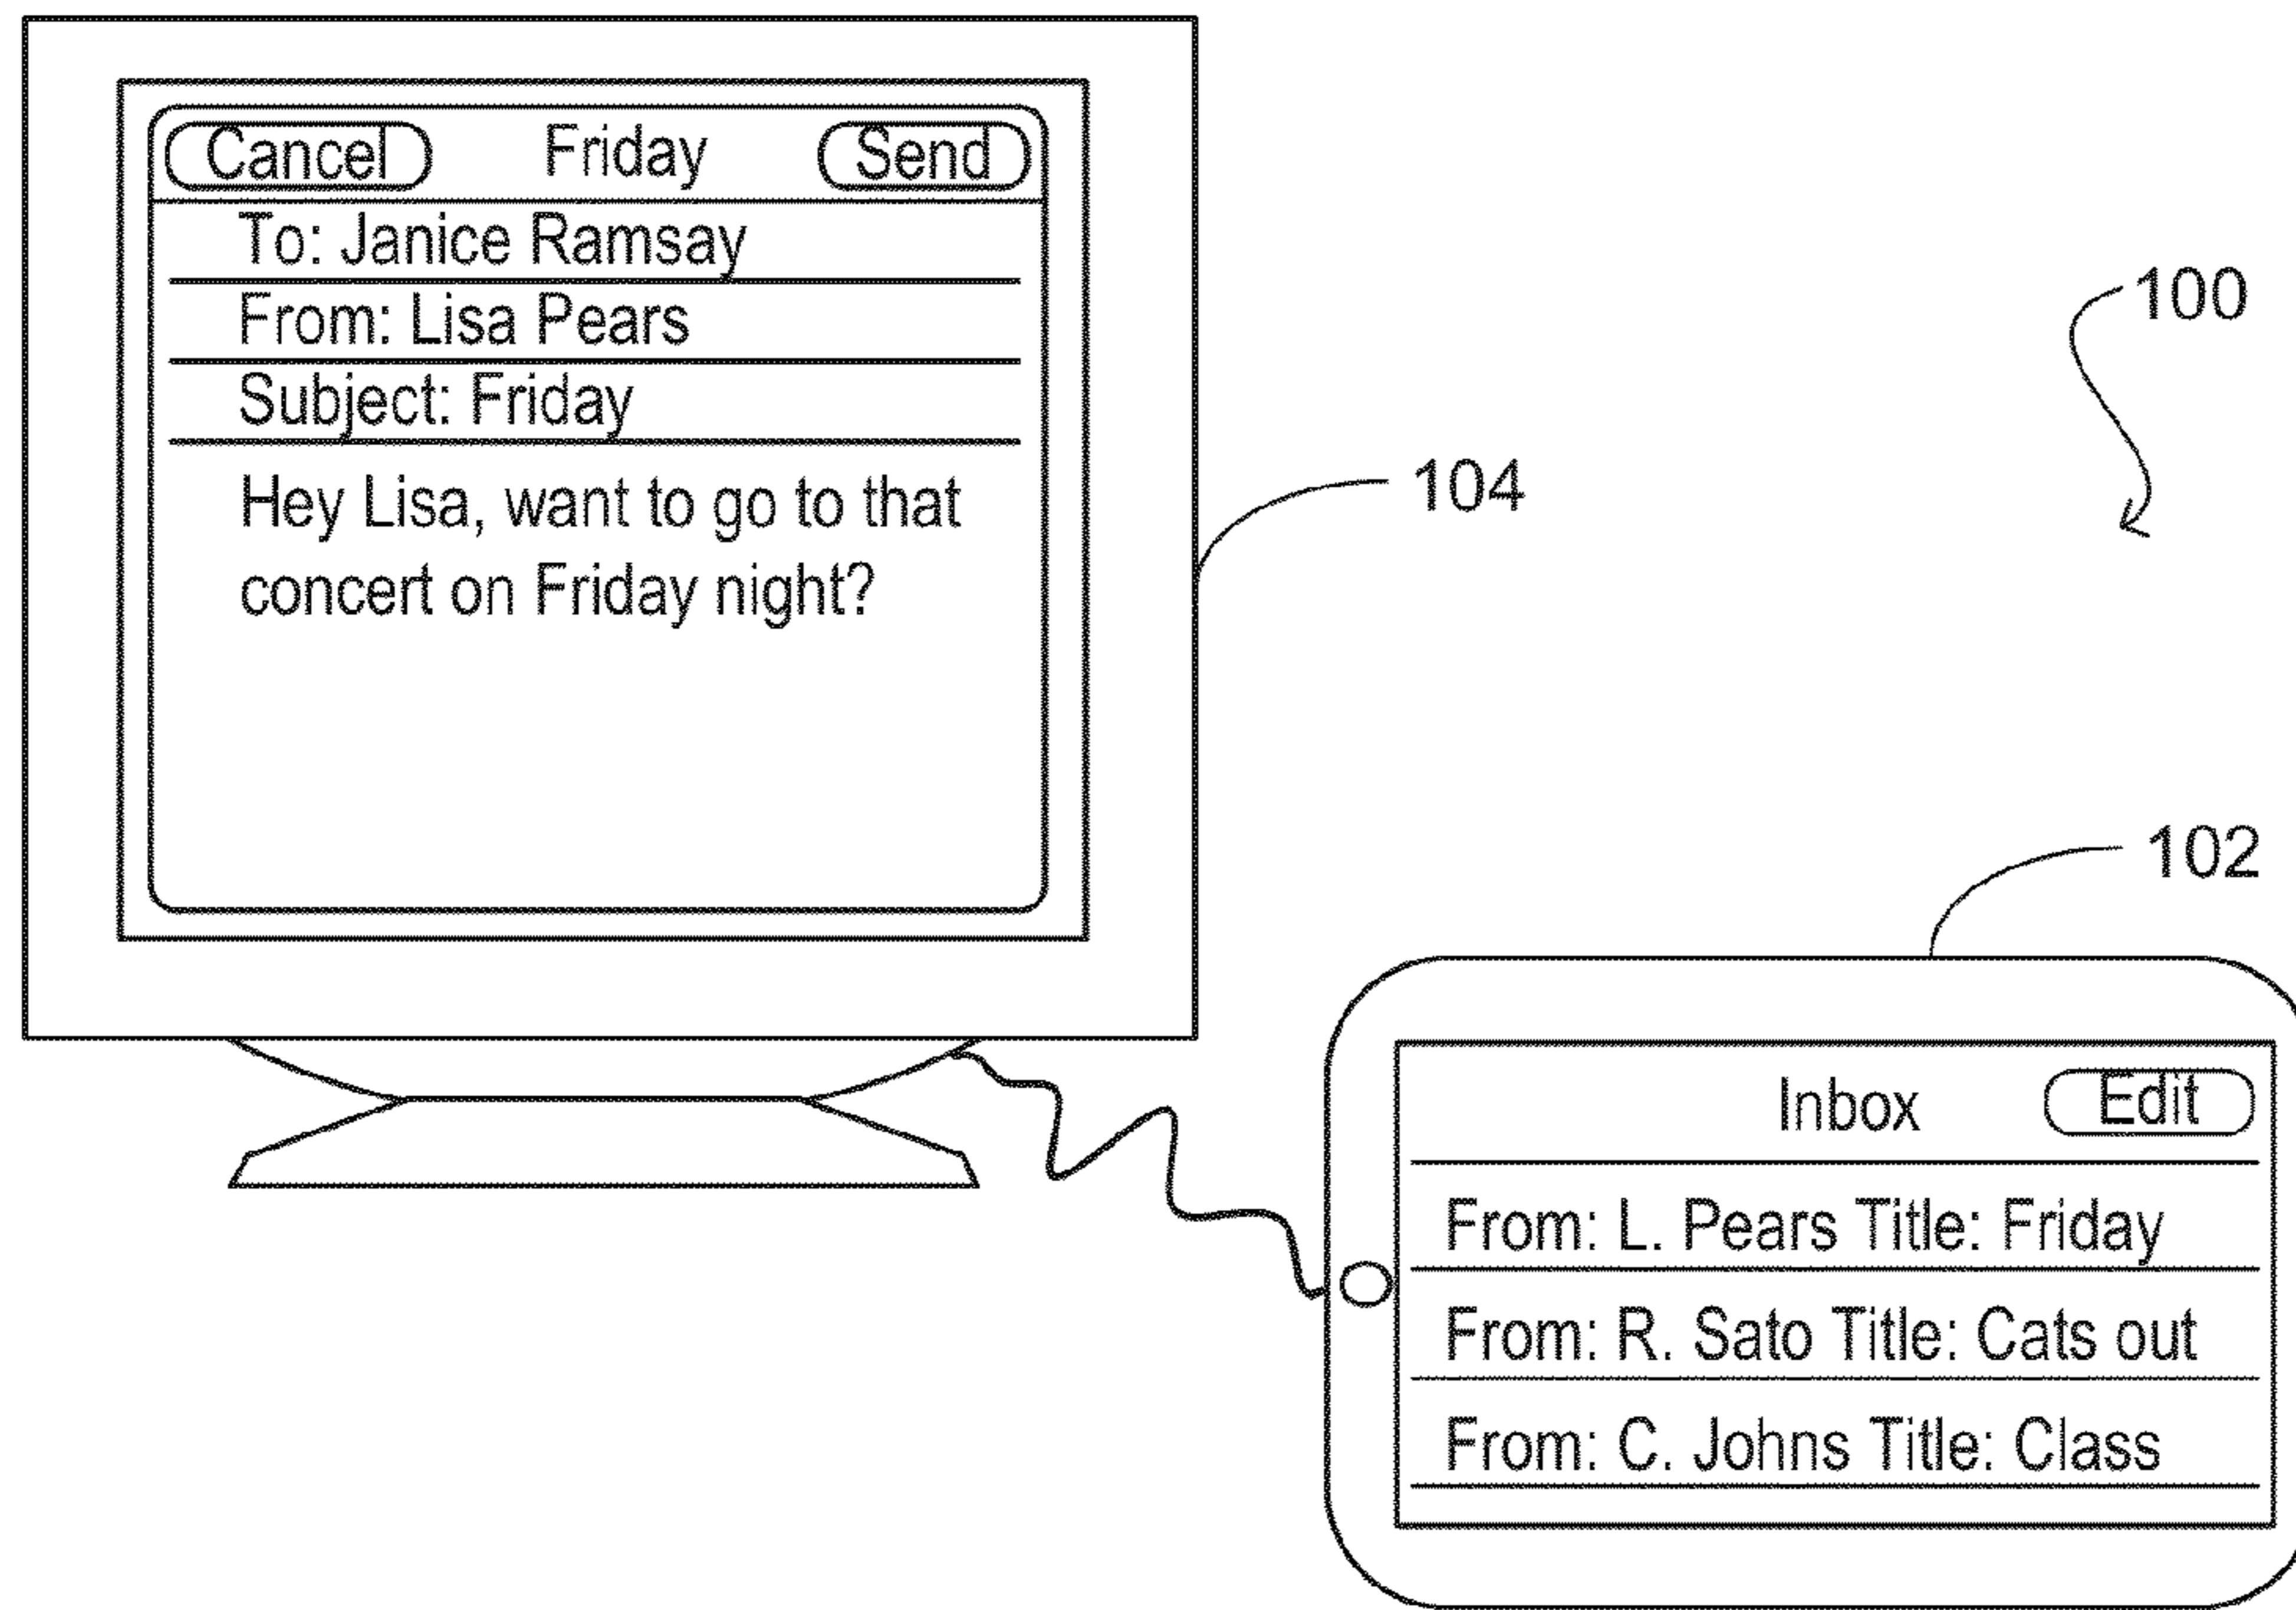 Cancel Friday Send
To: Janice Ramsay
From: Lisa Pears
Subject: Friday
Hey Lisa, want to go to that
concert on Friday night?
100
104
102
Inbox Edit
From: L. Pears Title: Friday
From: R. Sato Title: Cats out
From: C. Johns Title: Class